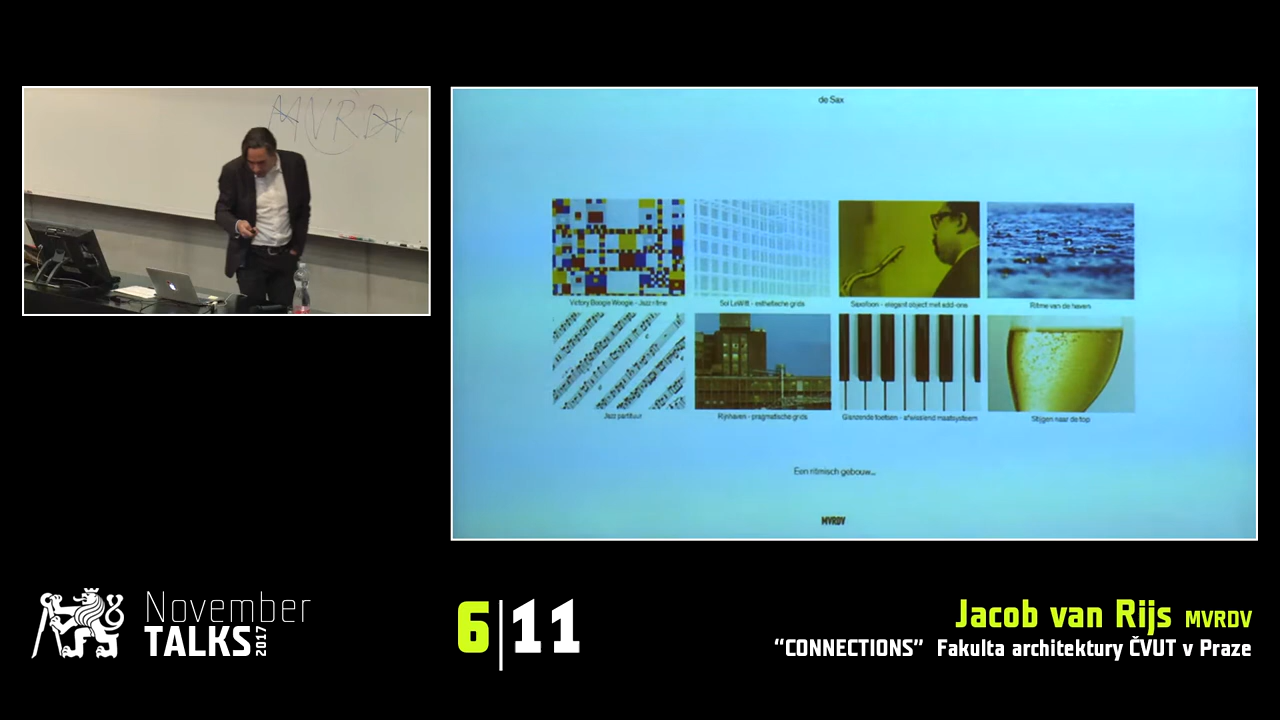 MVRDV
de Sax
Victory Boogie Woogie - Jazz ritme
Sol LeWitt - esthetische grids
Saxofoon - elegant object met add-ons
Ritme van de haven
Jazz partituur
Rijnhaven - pragmatische grids
Glanzende toetsen - afwisselend maatsysteem
Stijgen naar de top
Een ritmisch gebouw...
MVRDV
November
TALKS 2017
6|11
Jacob van Rijs MVRDV
“CONNECTIONS” Fakulta architektury ČVUT v Praze